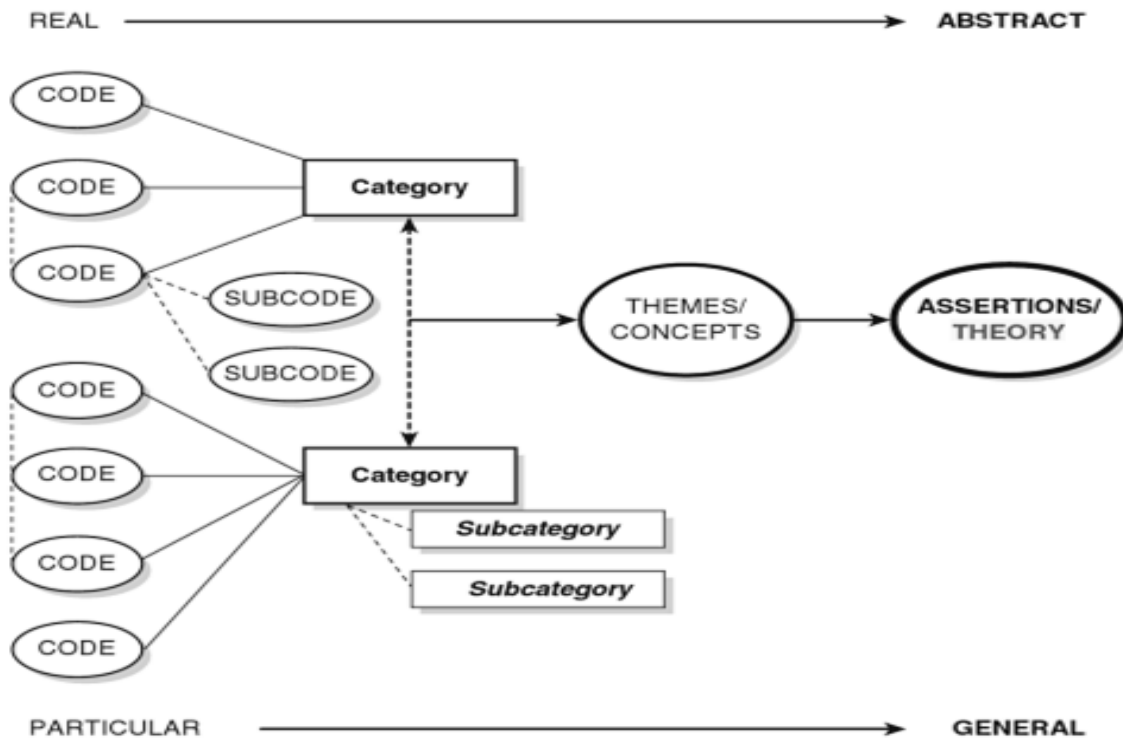 REAL
ABSTRACT
CODE
CODE
Category
CODE
SUBCODE
SUBCODE
THEMES/
CONCEPTS
ASSERTIONS/
THEORY
CODE
CODE
Category
Subcategory
CODE
Subcategory
CODE
PARTICULAR
GENERAL